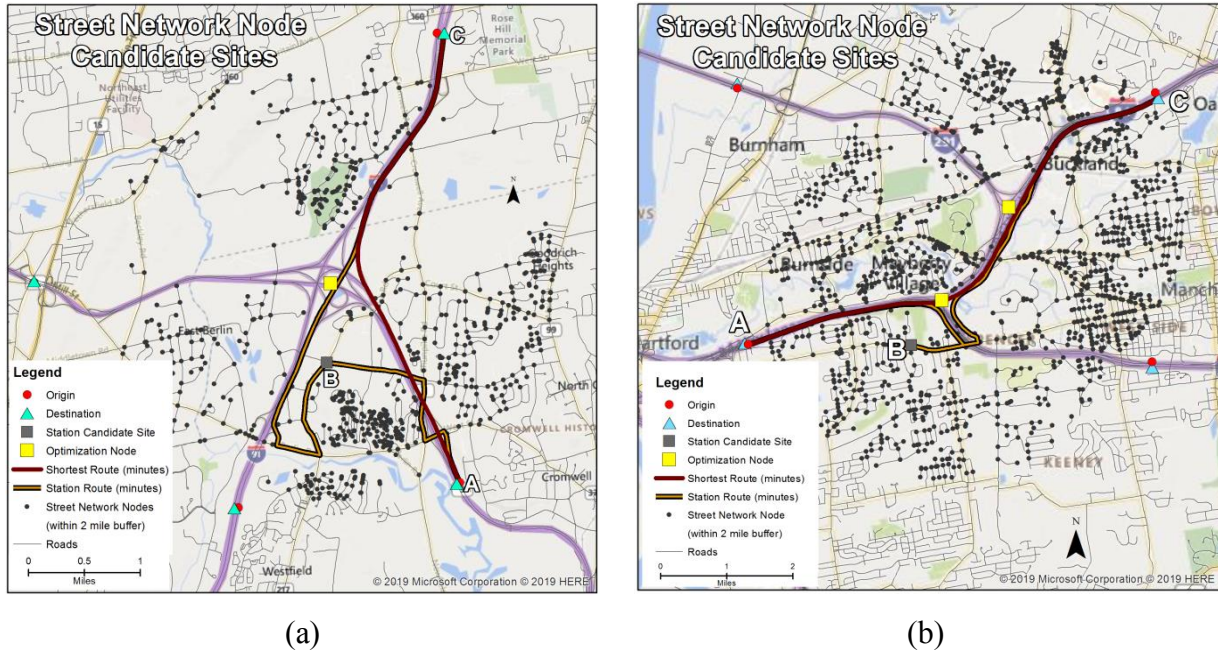 Street Network Node
Candidate Sites
160
Rose
Hill
Memorial
Park
C
Northeast
Utilities
Facility
160
15
N
Heights
East Berlin
99
B
Legend
Origin
Destination
Station Candidate Site
Optimization Node
Shortest Route (minutes)
Station Route (minutes)
Street Network Nodes
(within 2 mile buffer)
Roads
0 0.5 1
Miles
91
North
CROMWELL HISTO
A
Cromwell
Westfield
217
© 2019 Microsoft Corporation © 2019 HERE
(a)
Street Network Node
Candidate Sites
C
Burnham
Buckland
Burnside
Mayberry
Village
Manch
A
B
SIDE
Legend
Origin
Destination
Station Candidate Site
Optimization Node
Shortest Route (minutes)
Station Route (minutes)
Street Network Nodes
(within 2 mile buffer)
Roads
0 1 2
Miles
KEENEY
N
© 2019 Microsoft Corporation © 2019 HERE
(b)